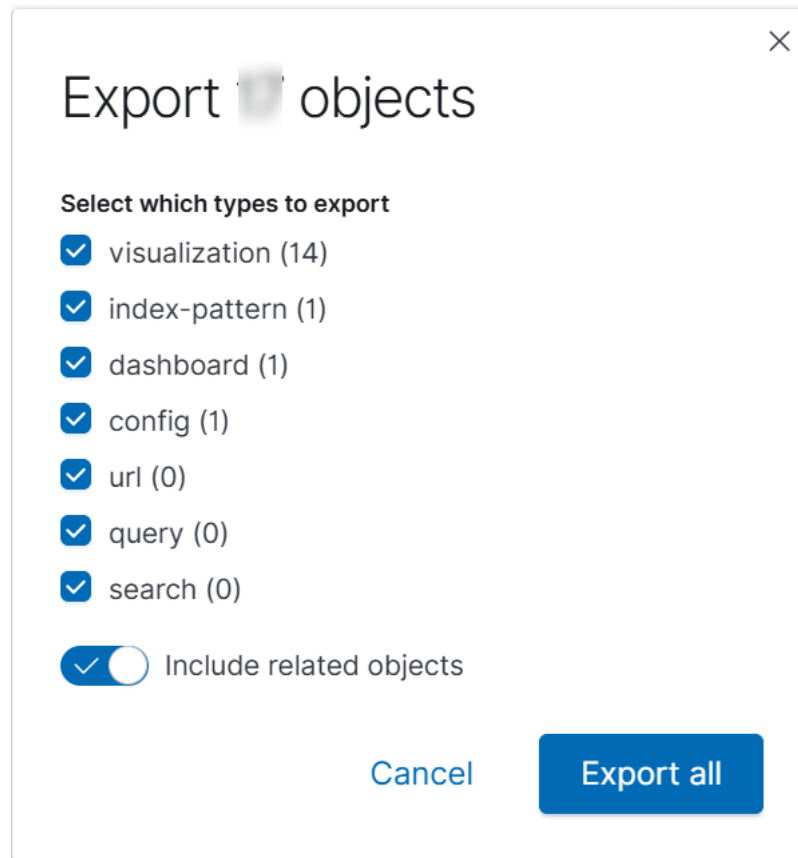 Export objects
Select which types to export
visualization (14)
index-pattern (1)
dashboard (1)
config (1)
url (0)
query (0)
search (0)
Include related objects
Cancel
Export all